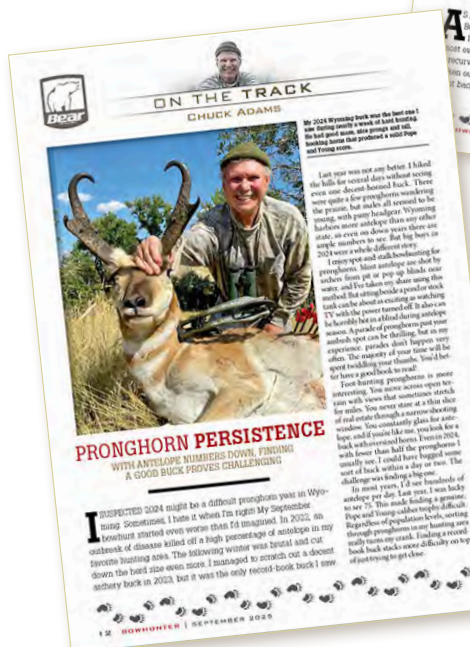 Bear
ON THE TRACK
CHUCK ADAMS
My 2024 Wyoming buck was the best one I
saw during nearly a week of hard hunting.
He had good mass, nice prongs and tall,
hooking horns that produced a solid Pope
and Young score.
PRONGHORN PERSISTENCE
WITH ANTELOPE NUMBERS DOWN, FINDING
A GOOD BUCK PROVES CHALLENGING
I SUSPECTED 2024 might be a difficult pronghorn year in Wyo-
ming. Sometimes, I hate it when I'm right! My September
bowhunt started even worse than I'd imagined. In 2022, an
outbreak of disease killed off a high percentage of antelope in my
favorite hunting area. The following winter was brutal and cut
down the herd size even more. I managed to scratch out a decent
archery buck in 2023, but it was the only record-book buck I saw
Last year was not any better. I hiked
the hills for several days without seeing
even one decent-horned buck. There
were quite a few pronghorn wandering
the prairie, but males all seemed to be
young, with puny headgear. Wyoming
harbors more antelope than any other
state, so even on down years there are
ample numbers to see. But big boys in
2024 were a whole different story.
I enjoy spot-and-stalk bowhunting for
pronghorns. Most antelope are shot by
archers from pit or pop-up blinds near
water, and I've taken my share using this
method. But sitting beside a pond or stock
tank can be about as exciting as watching
TV with the power turned off. It also can
be horribly hot in a blind during antelope
season. A parade of pronghorns past your
ambush spot can be thrilling, but in my
experience, parades don't happen very
often. The majority of your time will be
spent twiddling your thumbs. You'd bet-
ter have a good book to read!
Foot-hunting pronghorns is more
interesting. You move across open ter-
rain with views that sometimes stretch
for miles. You never stare at a thin slice
of real estate through a narrow shooting
window. You constantly glass for ante-
lope, and if you're like me, you look for a
buck with oversized horns. Even in 2024,
with fewer than half the pronghorns I
usually see, I could have bagged some
sort of buck within a day or two. The
challenge was finding a big one.
In most years, I'd see hundreds of
antelopes per day. Last year, I was lucky
to see 75. This made finding a genuine,
Pope and Young-caliber trophy difficult.
Regardless of population levels, sorting
through pronghorns in my hunting area
really turns my crank. Finding a record-
book buck stacks more difficulty on top
of just trying to get close.
12 BOWHUNTER | SEPTEMBER 2025